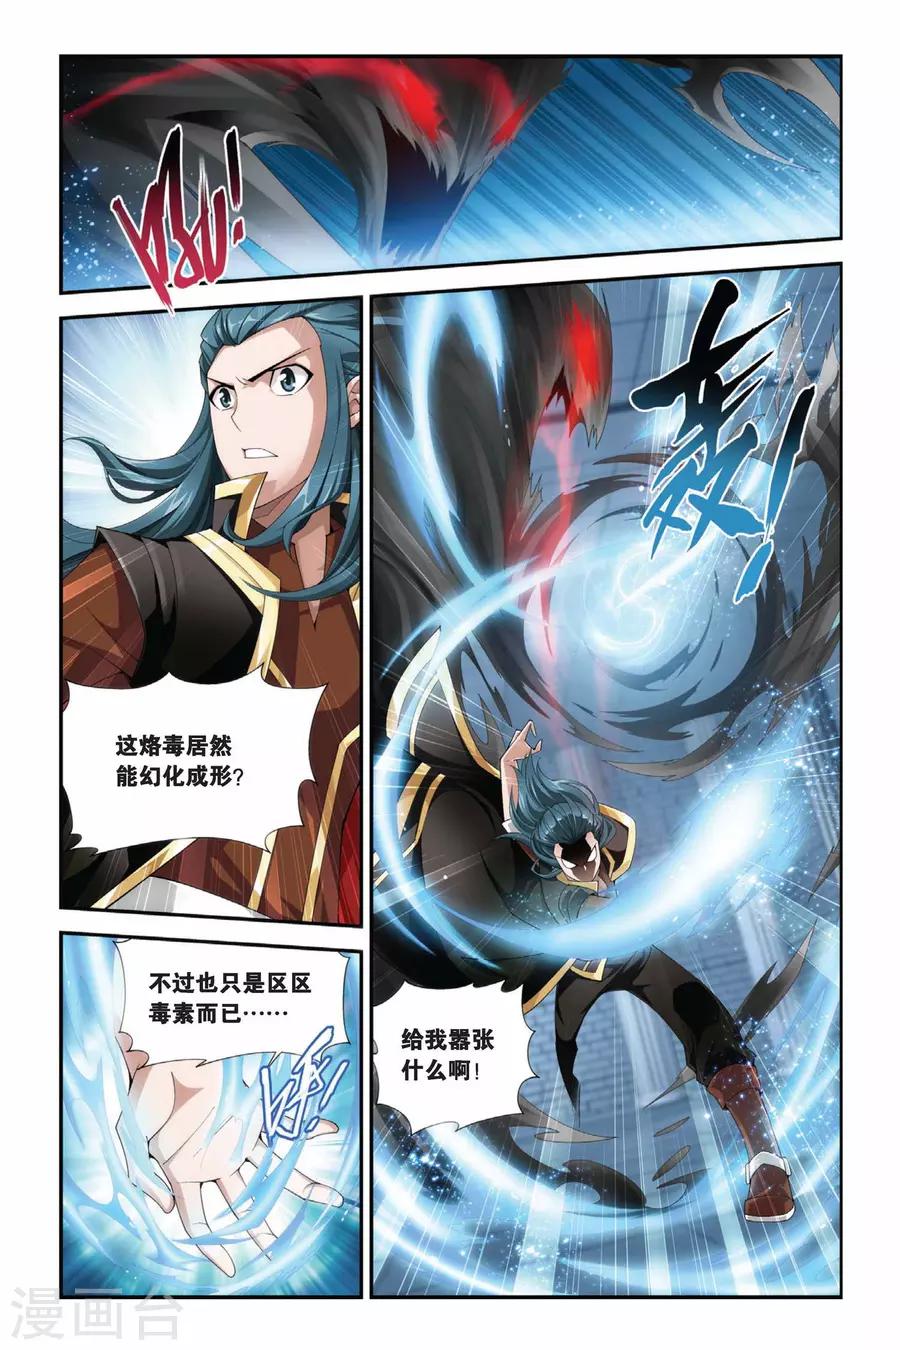 这烙毒居然
能幻化成形？
不过也只是区区
毒素而已……
呼！
轰！
给我嚣张
什么啊！
漫画台